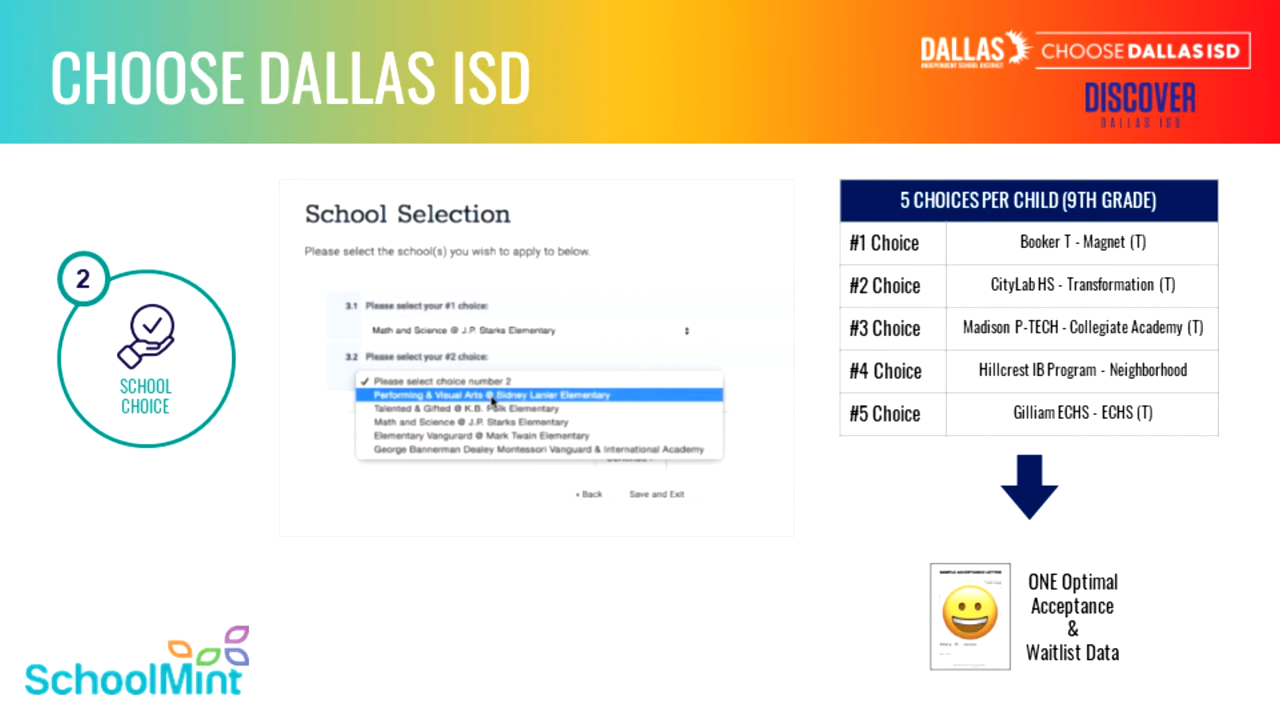 CHOOSE DALLAS ISD
DALLAS
INDEPENDENT SCHOOL DISTRICT
CHOOSE DALLAS ISD
DISCOVER
DALLAS ISD
2
SCHOOL
CHOICE
School Selection
Please select the school(s) you wish to apply to below.
3.1 Please select your #1 choice:
Math and Science @ J.P. Starks Elementary
3.2 Please select your #2 choice:
✓ Please select choice number 2
Performing & Visual Arts @ Sidney Lanier Elementary
Talented & Gifted @ K.B. Polk Elementary
Math and Science @ J.P. Starks Elementary
Elementary Vangurard @ Mark Twain Elementary
George Bannerman Dealey Montessori Vanguard & International Academy
‹ Back Save and Exit
5 CHOICES PER CHILD (9TH GRADE)
#1 Choice Booker T - Magnet (T)
#2 Choice CityLab HS - Transformation (T)
#3 Choice Madison P-TECH - Collegiate Academy (T)
#4 Choice Hillcrest IB Program - Neighborhood
#5 Choice Gilliam ECHS - ECHS (T)
SAMPLE ACCEPTANCE LETTER
ONE Optimal
Acceptance
&
Waitlist Data
SchoolMint